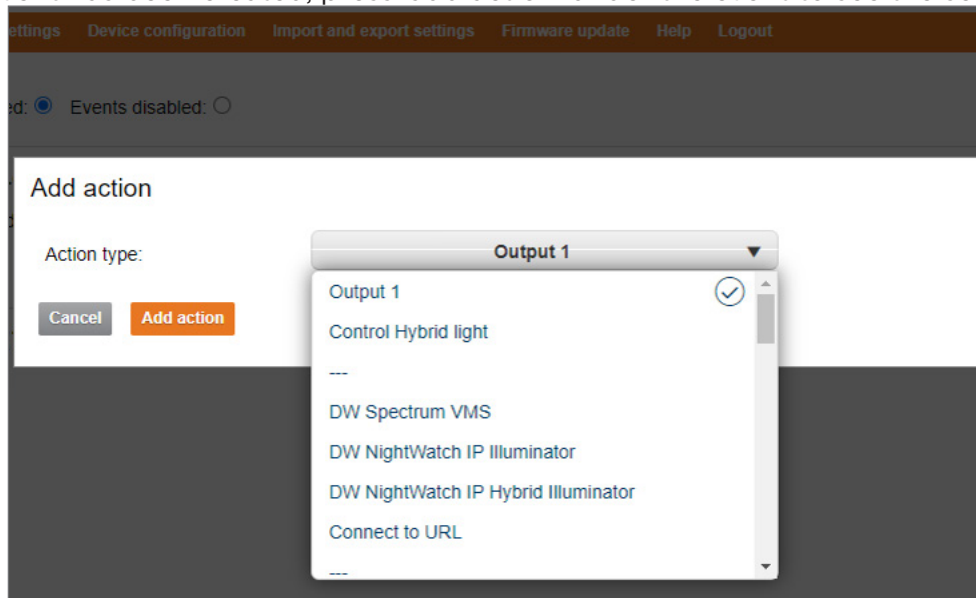 ettings Device configuration Import and export settings Firmware update Help Logout
ed: Events disabled:
Add action
Action type:
Output 1
Output 1
Control Hybrid light
---
DW Spectrum VMS
DW NightWatch IP Illuminator
DW NightWatch IP Hybrid Illuminator
Connect to URL
---
Cancel Add action